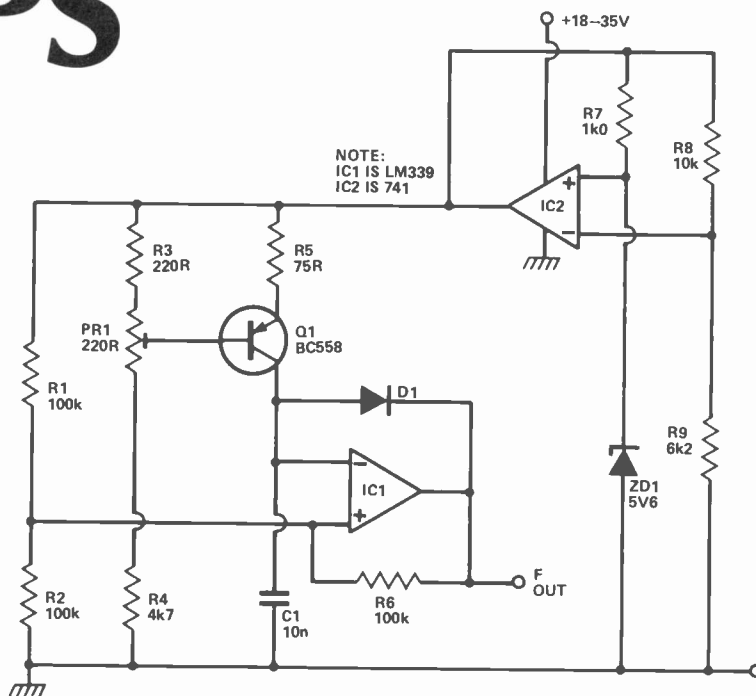 PS
+18–35V
R7
1k0
R8
10k
NOTE:
IC1 IS LM339
IC2 IS 741
+
IC2
–
R3
220R
R5
75R
PR1
220R
Q1
BC558
R1
100k
D1
R9
6k2
–
IC1
+
ZD1
5V6
F
OUT
R2
100k
R4
4k7
C1
10n
R6
100k